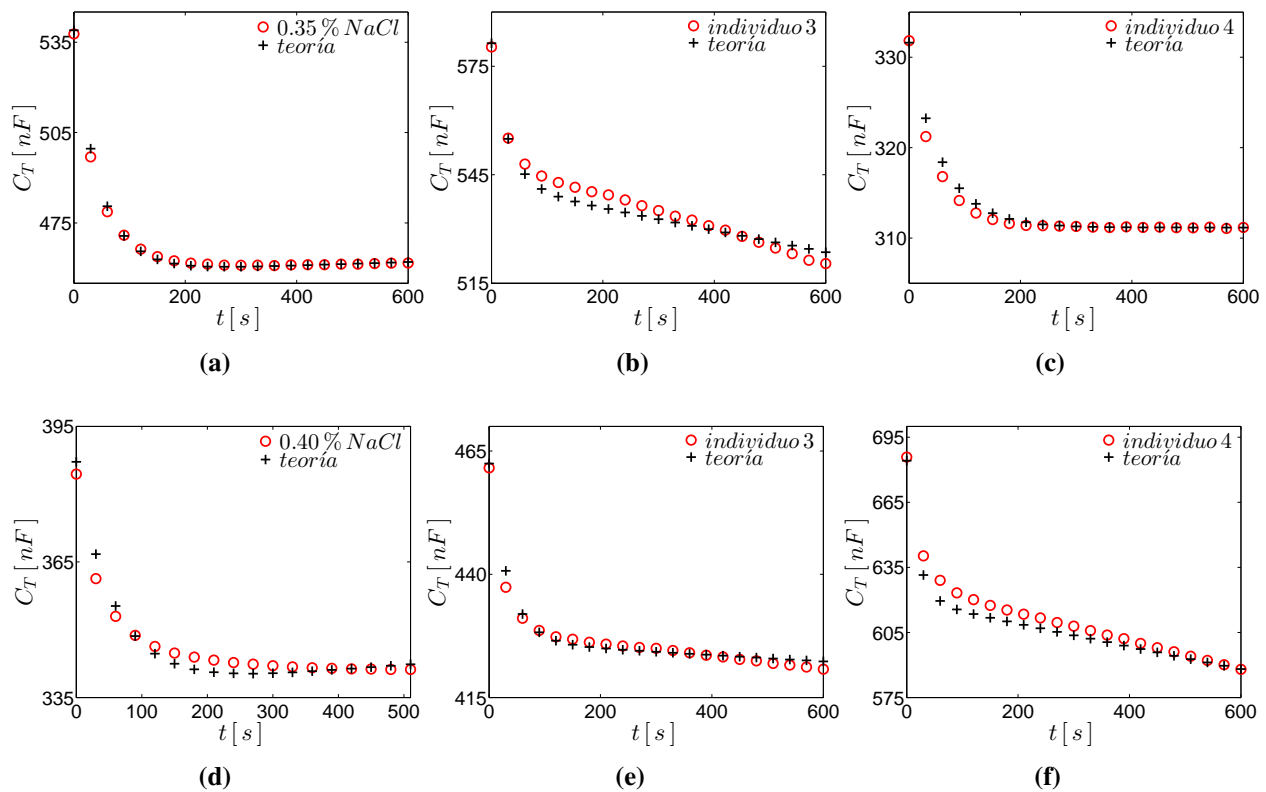 0.35 % NaCl
teoría
535
505
475
C_T [ nF ]
0 200 400 600
t [ s ]
(a)
individuo 3
teoría
575
545
515
C_T [ nF ]
0 200 400 600
t [ s ]
(b)
individuo 4
teoría
330
320
310
C_T [ nF ]
0 200 400 600
t [ s ]
(c)
0.40 % NaCl
teoría
395
365
335
C_T [ nF ]
0 100 200 300 400 500
t [ s ]
(d)
individuo 3
teoría
465
440
415
C_T [ nF ]
0 200 400 600
t [ s ]
(e)
individuo 4
teoría
695
665
635
605
575
C_T [ nF ]
0 200 400 600
t [ s ]
(f)